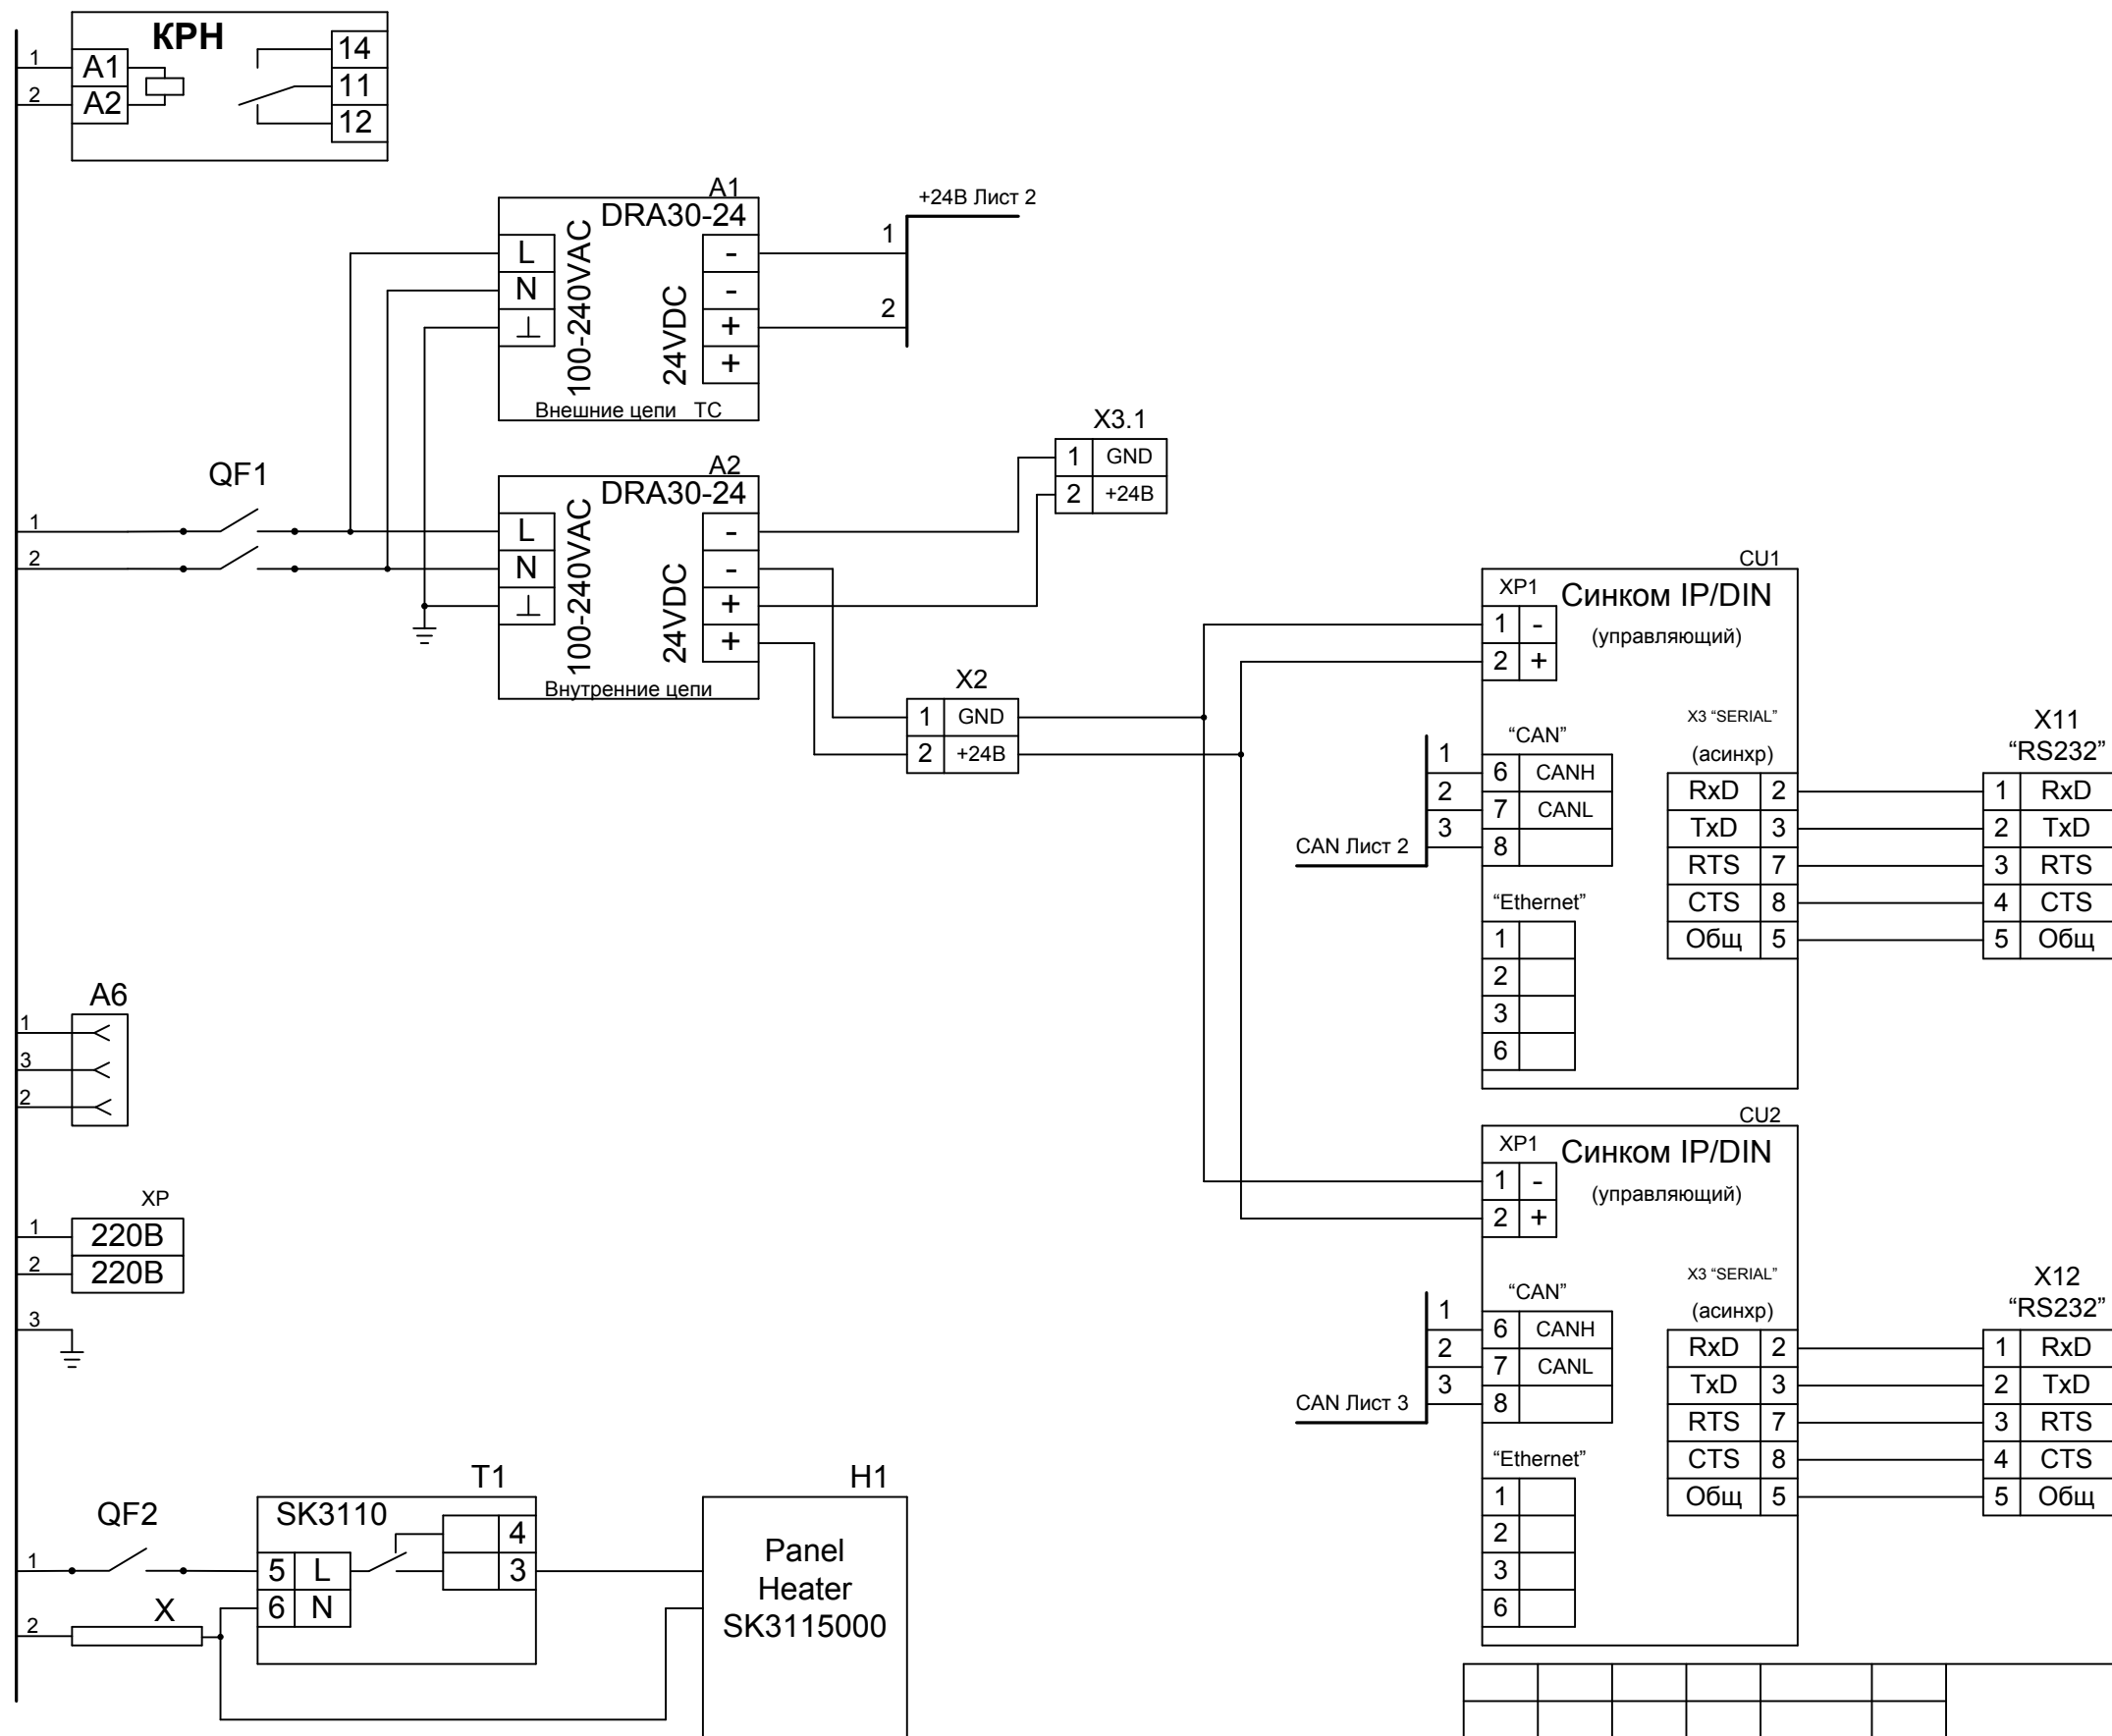 КРН
1
A1
2
A2
14
11
12
A1
DRA30-24
L
N
⊥
100-240VAC
24VDC
-
-
+
+
Внешние цепи ТС
1
2
+24В Лист 2
QF1
1
2
A2
DRA30-24
L
N
⊥
100-240VAC
24VDC
-
-
+
+
Внутренние цепи
X3.1
1 GND
2 +24В
X2
1 GND
2 +24В
CU1
XP1
Синком IP/DIN
(управляющий)
1 -
2 +
X3 “SERIAL”
(асинхр)
“CAN”
1
2
3
CAN Лист 2
6 CANH
7 CANL
8
RxD 2
TxD 3
RTS 7
CTS 8
Общ 5
“Ethernet”
1
2
3
6
X11
“RS232”
1 RxD
2 TxD
3 RTS
4 CTS
5 Общ
A6
1
3
2
XP
1
220В
2
220В
3
CU2
XP1
Синком IP/DIN
(управляющий)
1 -
2 +
X3 “SERIAL”
(асинхр)
“CAN”
1
2
3
CAN Лист 3
6 CANH
7 CANL
8
RxD 2
TxD 3
RTS 7
CTS 8
Общ 5
“Ethernet”
1
2
3
6
X12
“RS232”
1 RxD
2 TxD
3 RTS
4 CTS
5 Общ
QF2
1
2
X
T1
SK3110
5 L
6 N
4
3
H1
Panel
Heater
SK3115000